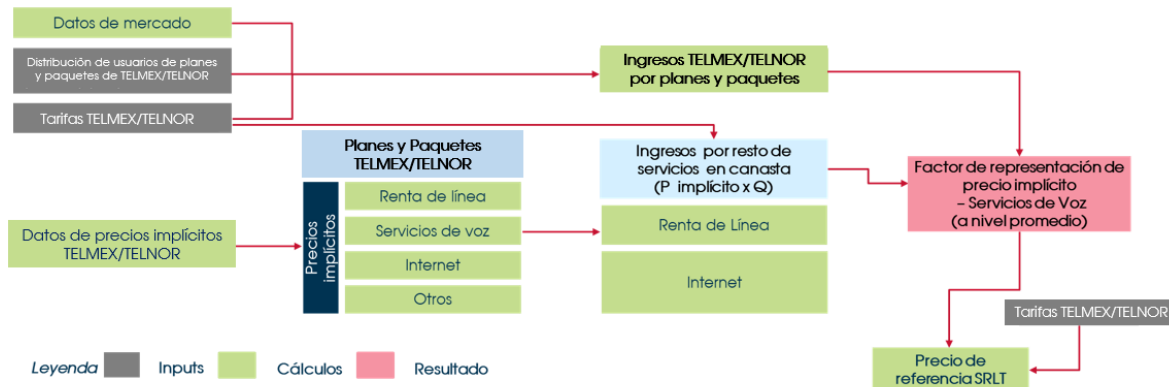 Datos de mercado
Distribución de usuarios de planes
y paquetes de TELMEX/TELNOR
Tarifas TELMEX/TELNOR
Ingresos TELMEX/TELNOR
por planes y paquetes
Planes y Paquetes
TELMEX/TELNOR
Ingresos por resto de
servicios en canasta
(P implícito x Q)
Factor de representación de
precio implícito
– Servicios de Voz
(a nivel promedio)
Datos de precios implícitos
TELMEX/TELNOR
Precios
implícitos
Renta de línea
Servicios de voz
Internet
Otros
Renta de Línea
Internet
Tarifas TELMEX/TELNOR
Precio de
referencia SRLT
Leyenda
Inputs
Cálculos
Resultado